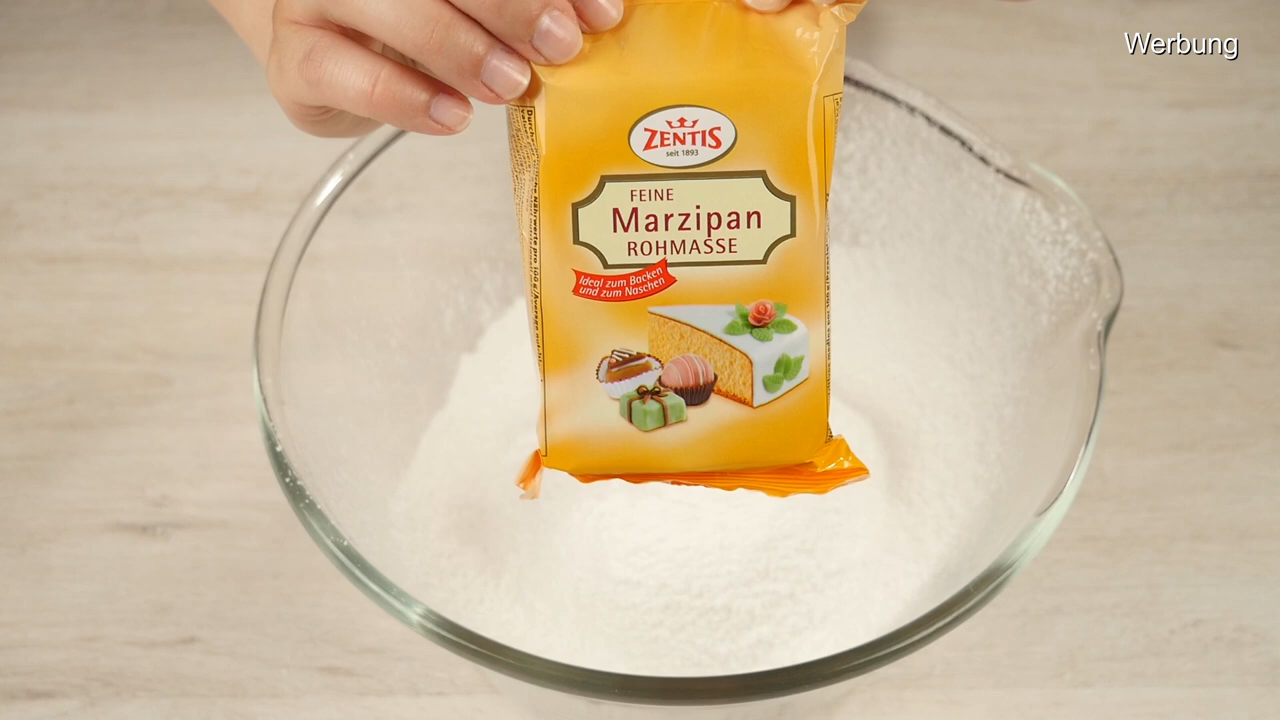 Werbung
ZENTIS
seit 1893
FEINE
Marzipan
ROHMASSE
Ideal zum Backen
und zum Naschen